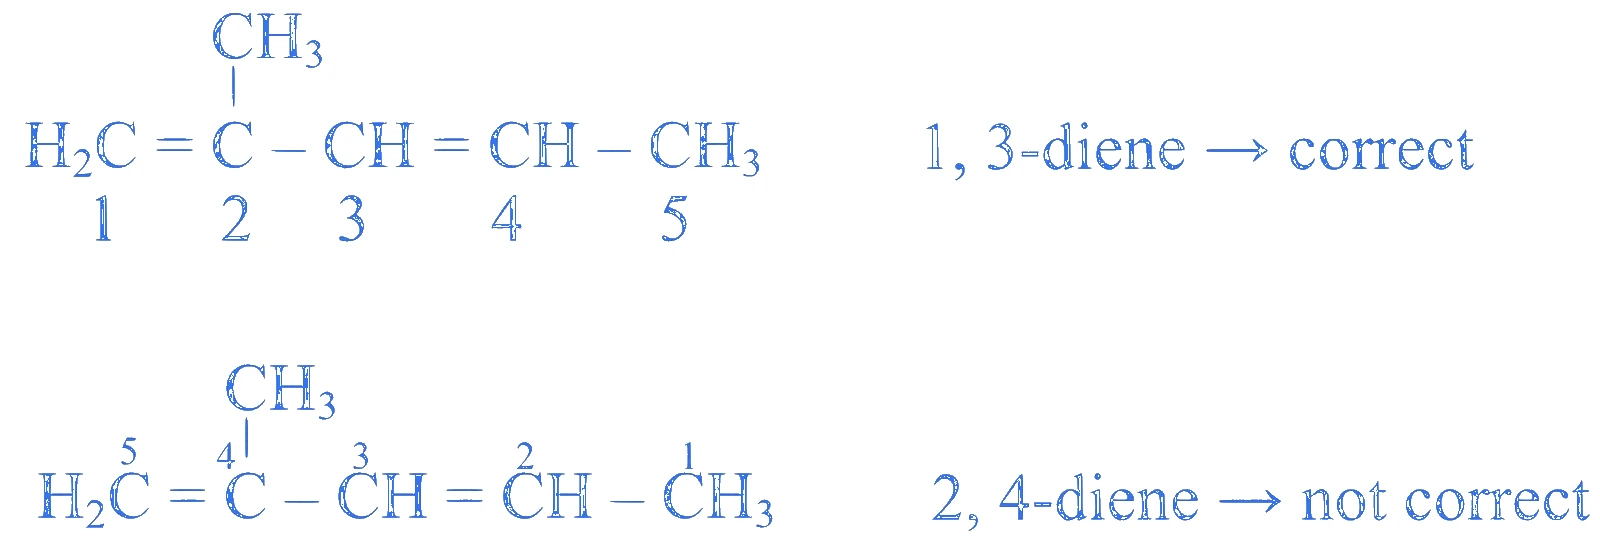 CH₃
H₂C = C – CH = CH – CH₃ 1, 3-diene → correct
1 2 3 4 5
CH₃
5 4 3 2 1
H₂C = C – CH = CH – CH₃ 2, 4-diene → not correct